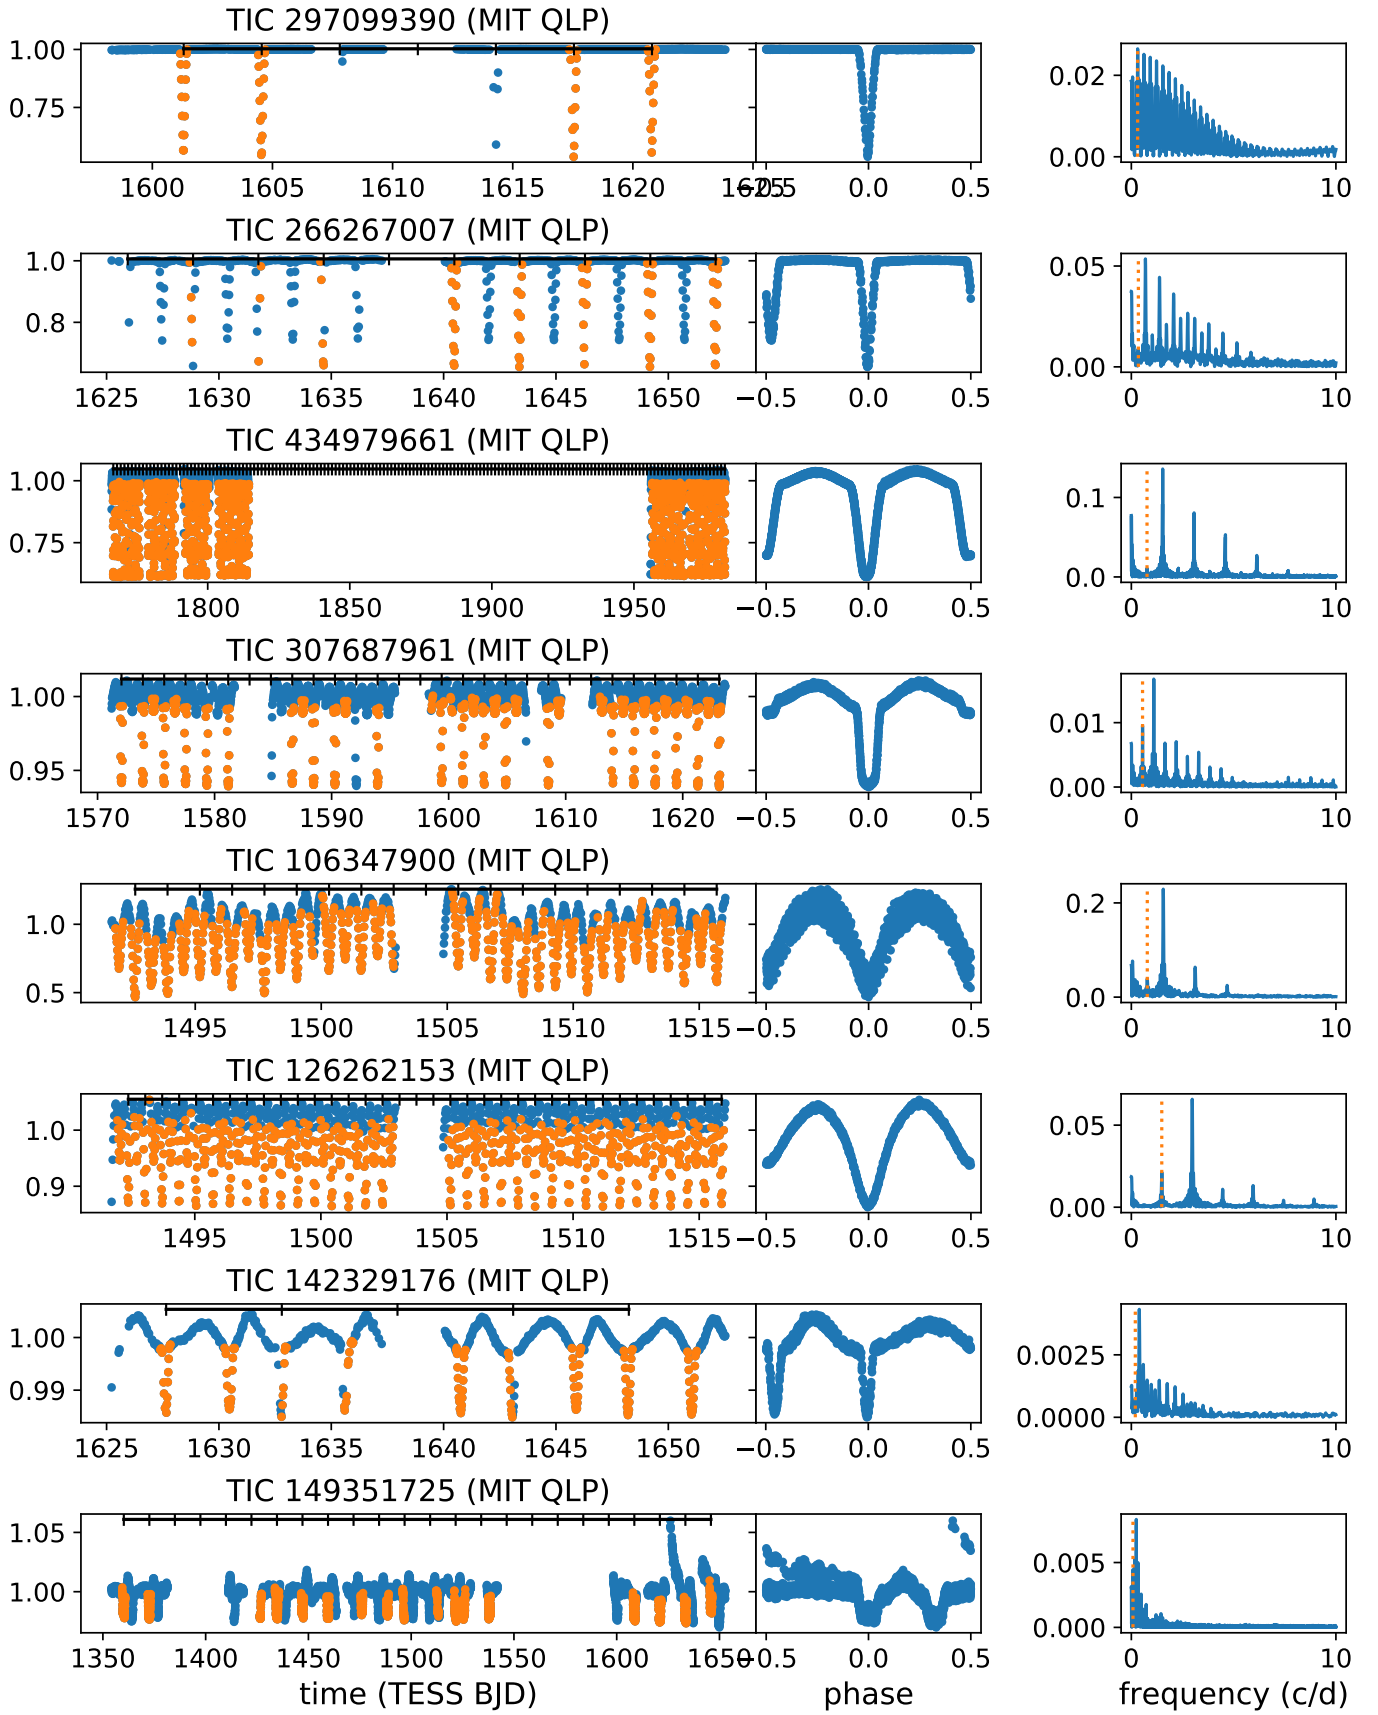 TIC 297099390 (MIT QLP)
1.00
0.75
0.02
0.00
1600 1605 1610 1615 1620 1625
−0.5 0.0 0.5
0 10
TIC 266267007 (MIT QLP)
1.0
0.8
0.05
0.00
1625 1630 1635 1640 1645 1650
−0.5 0.0 0.5
0 10
TIC 434979661 (MIT QLP)
1.00
0.75
0.1
0.0
1800 1850 1900 1950
−0.5 0.0 0.5
0 10
TIC 307687961 (MIT QLP)
1.00
0.95
0.01
0.00
1570 1580 1590 1600 1610 1620
−0.5 0.0 0.5
0 10
TIC 106347900 (MIT QLP)
1.0
0.5
0.2
0.0
1495 1500 1505 1510 1515
−0.5 0.0 0.5
0 10
TIC 126262153 (MIT QLP)
1.0
0.9
0.05
0.00
1495 1500 1505 1510 1515
−0.5 0.0 0.5
0 10
TIC 142329176 (MIT QLP)
1.00
0.99
0.0025
0.0000
1625 1630 1635 1640 1645 1650
−0.5 0.0 0.5
0 10
TIC 149351725 (MIT QLP)
1.05
1.00
0.005
0.000
1350 1400 1450 1500 1550 1600 1650
−0.5 0.0 0.5
0 10
time (TESS BJD) phase frequency (c/d)